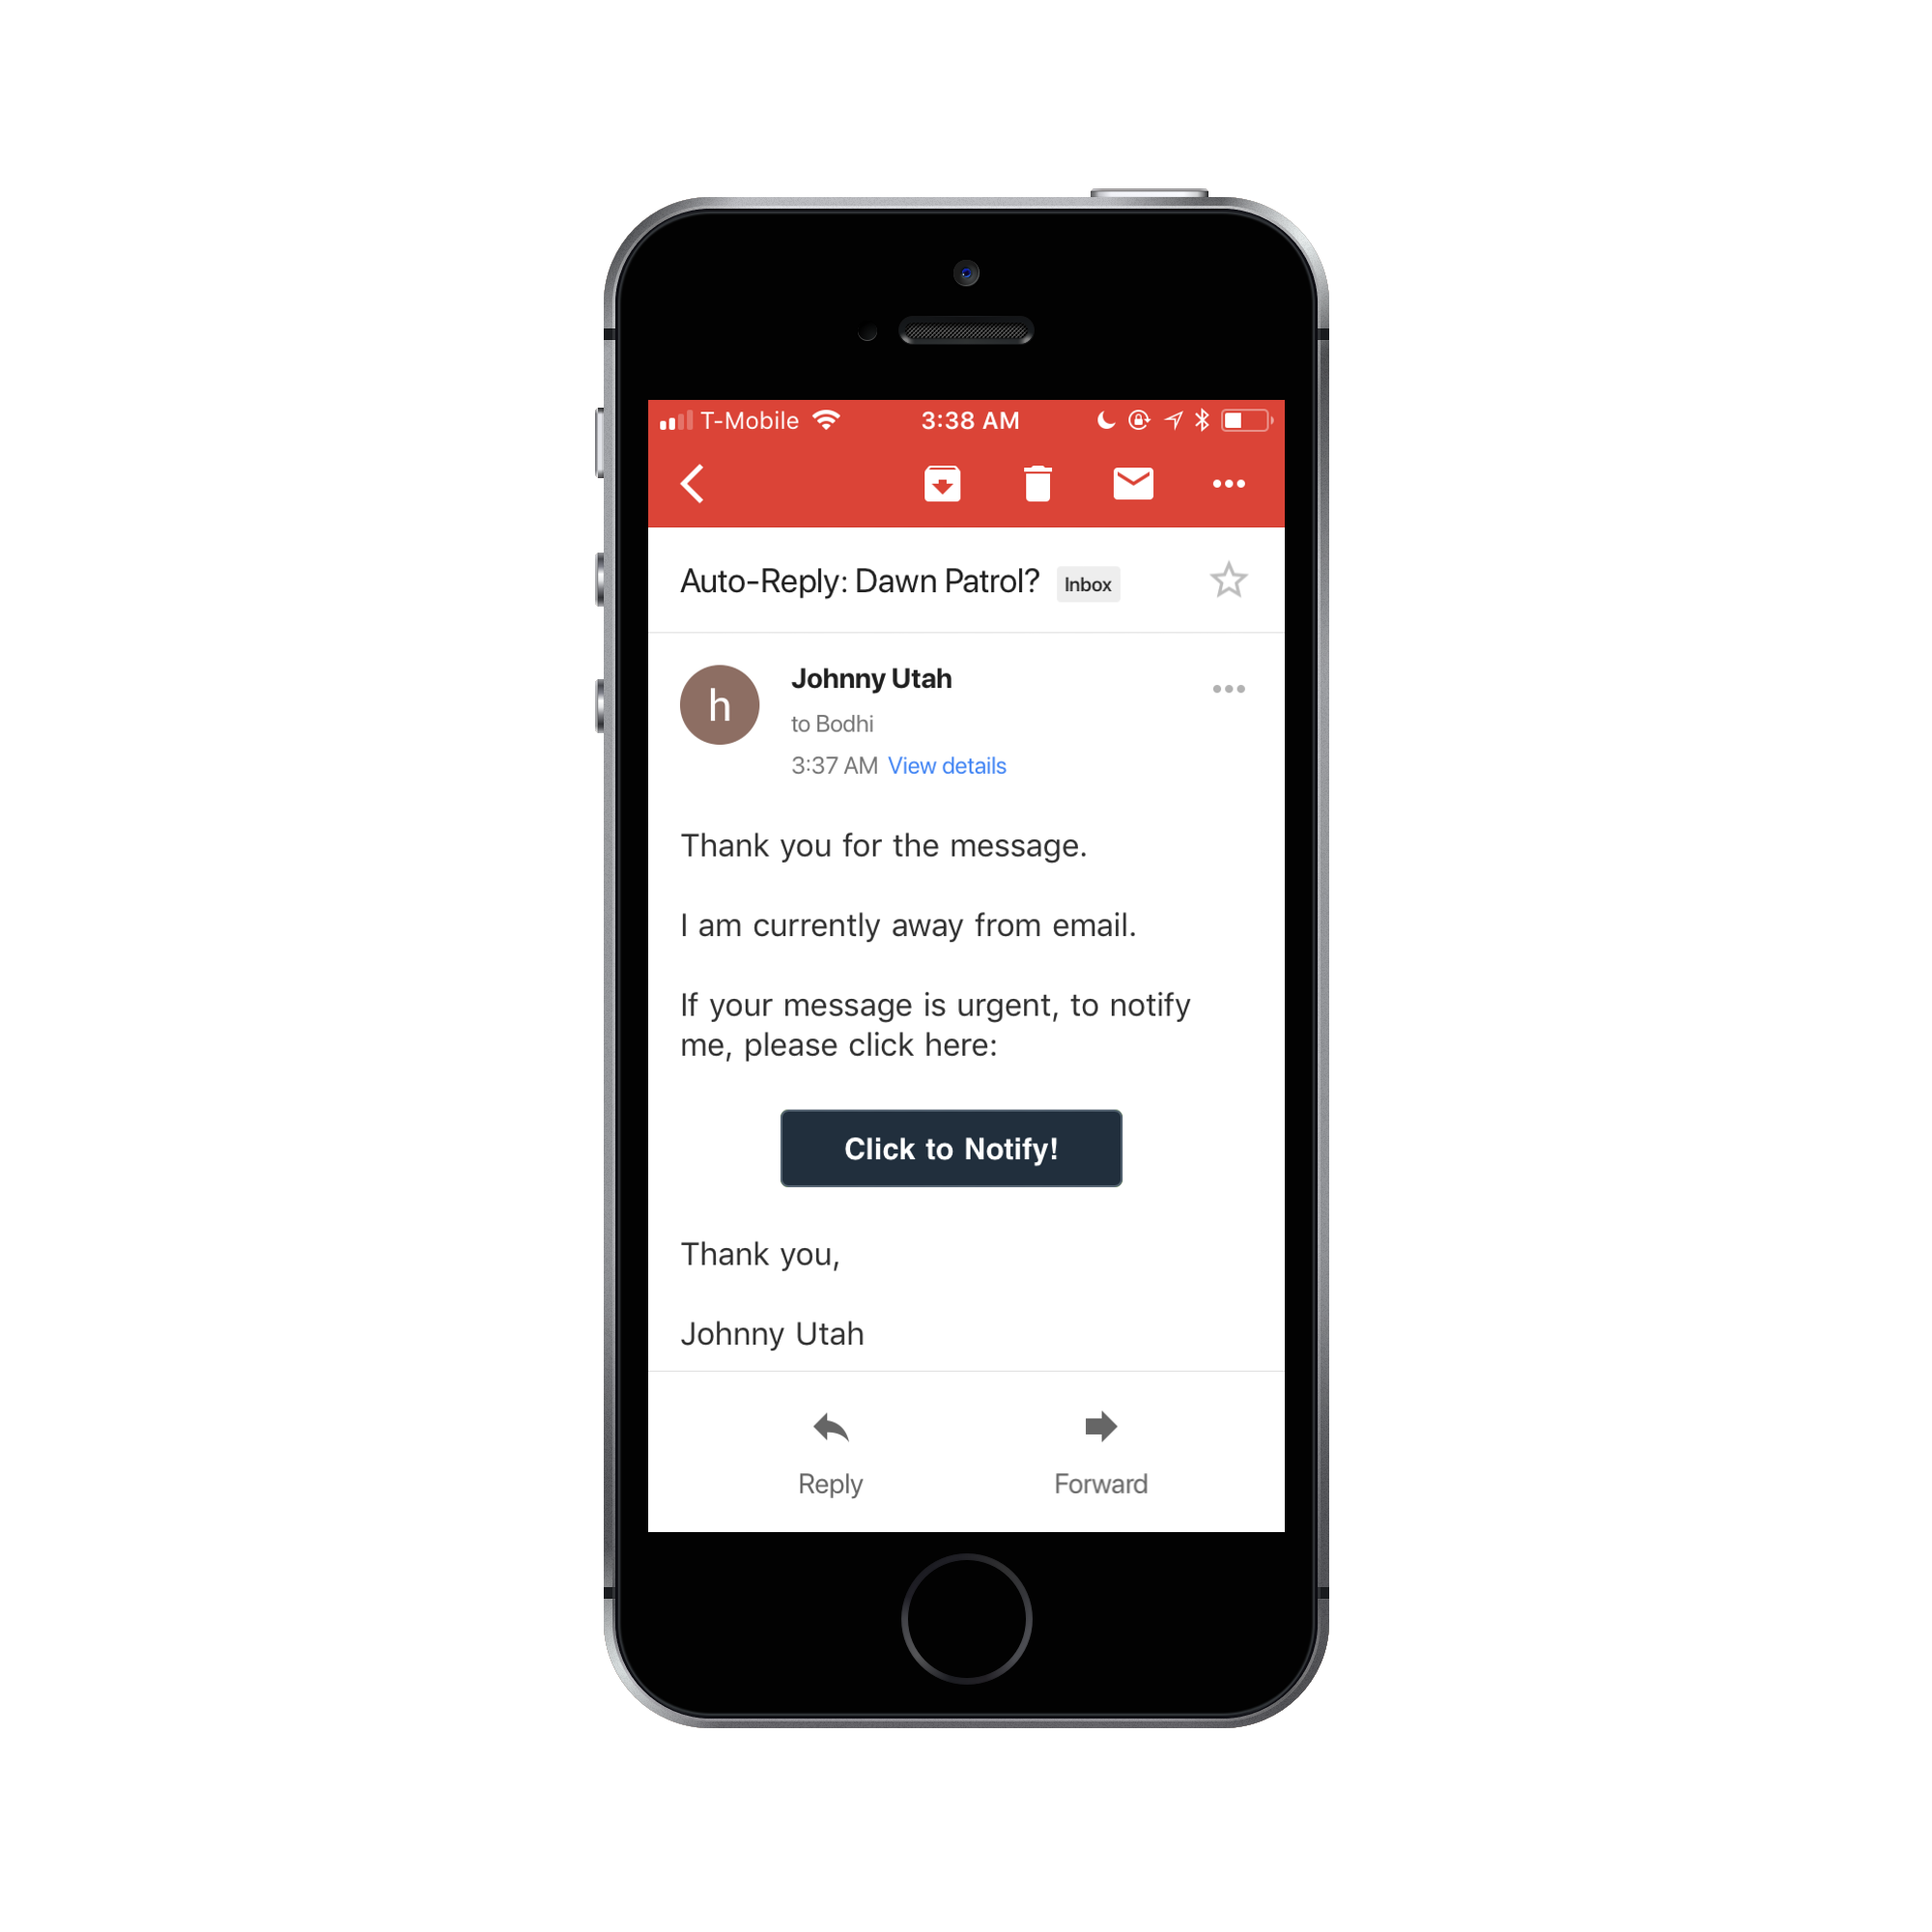 T-Mobile 3:38 AM
Auto-Reply: Dawn Patrol? Inbox
h
Johnny Utah
to Bodhi
3:37 AM View details
Thank you for the message.
I am currently away from email.
If your message is urgent, to notify
me, please click here:
Click to Notify!
Thank you,
Johnny Utah
Reply Forward